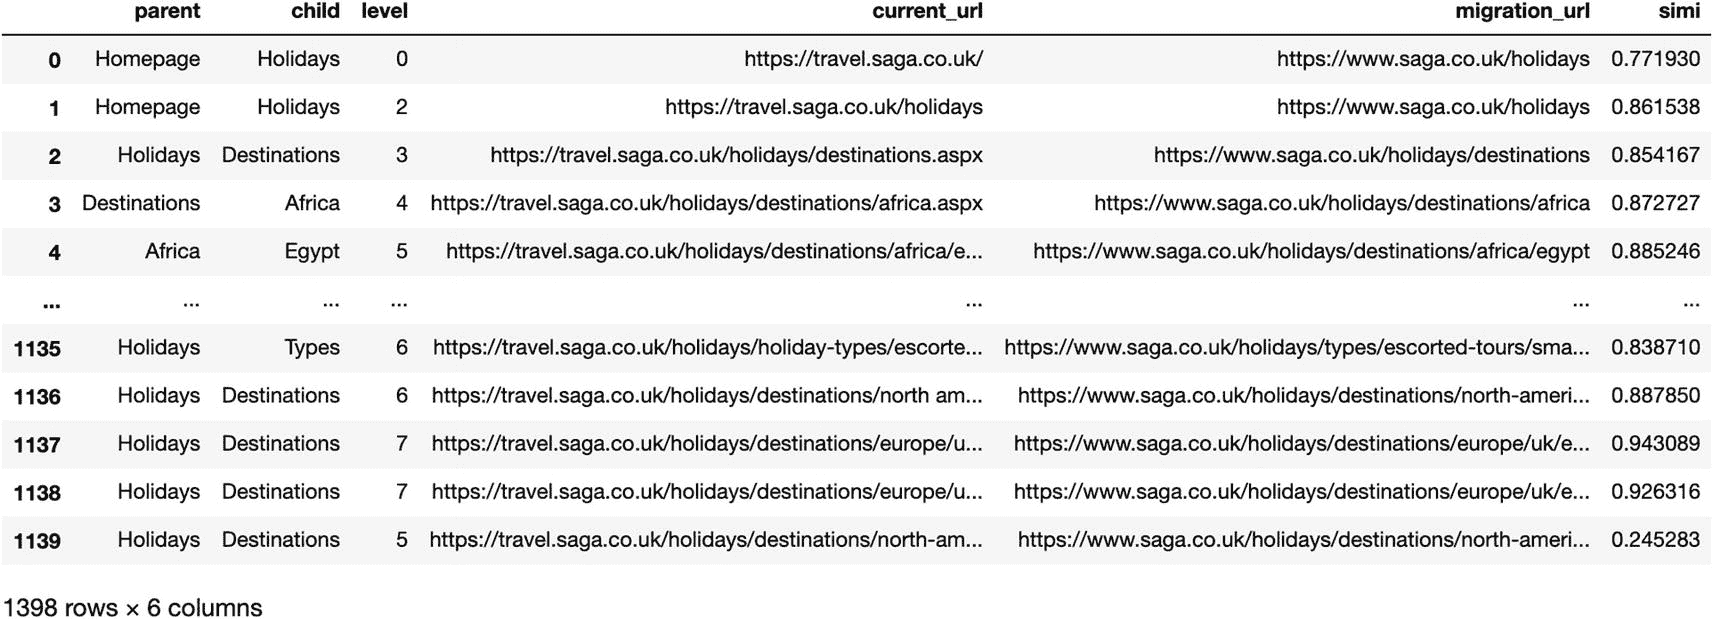 parent child level current_url migration_url simi
0 Homepage Holidays 0 https://travel.saga.co.uk/ https://www.saga.co.uk/holidays 0.771930
1 Homepage Holidays 2 https://travel.saga.co.uk/holidays https://www.saga.co.uk/holidays 0.861538
2 Holidays Destinations 3 https://travel.saga.co.uk/holidays/destinations.aspx https://www.saga.co.uk/holidays/destinations 0.854167
3 Destinations Africa 4 https://travel.saga.co.uk/holidays/destinations/africa.aspx https://www.saga.co.uk/holidays/destinations/africa 0.872727
4 Africa Egypt 5 https://travel.saga.co.uk/holidays/destinations/africa/e... https://www.saga.co.uk/holidays/destinations/africa/egypt 0.885246
... ... ... ... ... ... ...
1135 Holidays Types 6 https://travel.saga.co.uk/holidays/holiday-types/escorte... https://www.saga.co.uk/holidays/types/escorted-tours/sma... 0.838710
1136 Holidays Destinations 6 https://travel.saga.co.uk/holidays/destinations/north am... https://www.saga.co.uk/holidays/destinations/north-ameri... 0.887850
1137 Holidays Destinations 7 https://travel.saga.co.uk/holidays/destinations/europe/u... https://www.saga.co.uk/holidays/destinations/europe/uk/e... 0.943089
1138 Holidays Destinations 7 https://travel.saga.co.uk/holidays/destinations/europe/u... https://www.saga.co.uk/holidays/destinations/europe/uk/e... 0.926316
1139 Holidays Destinations 5 https://travel.saga.co.uk/holidays/destinations/north-am... https://www.saga.co.uk/holidays/destinations/north-ameri... 0.245283
1398 rows × 6 columns